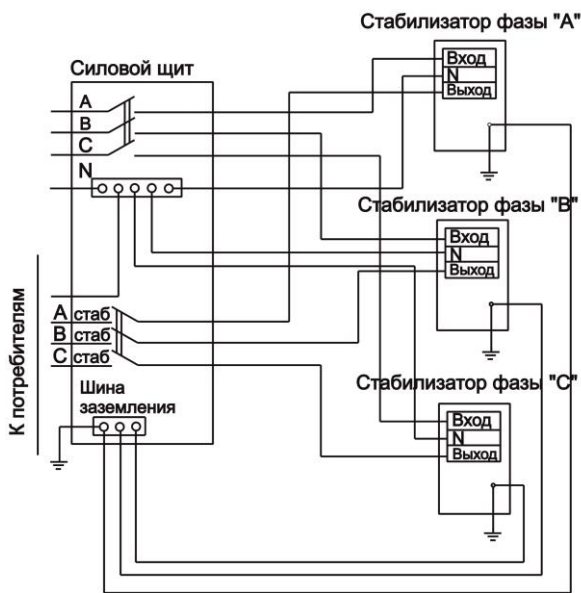 Стабилизатор фазы "А"
Вход
N
Выход
Силовой щит
А
В
С
N
Стабилизатор фазы "В"
Вход
N
Выход
К потребителям
А стаб
В стаб
С стаб
Шина
заземления
Стабилизатор фазы "С"
Вход
N
Выход